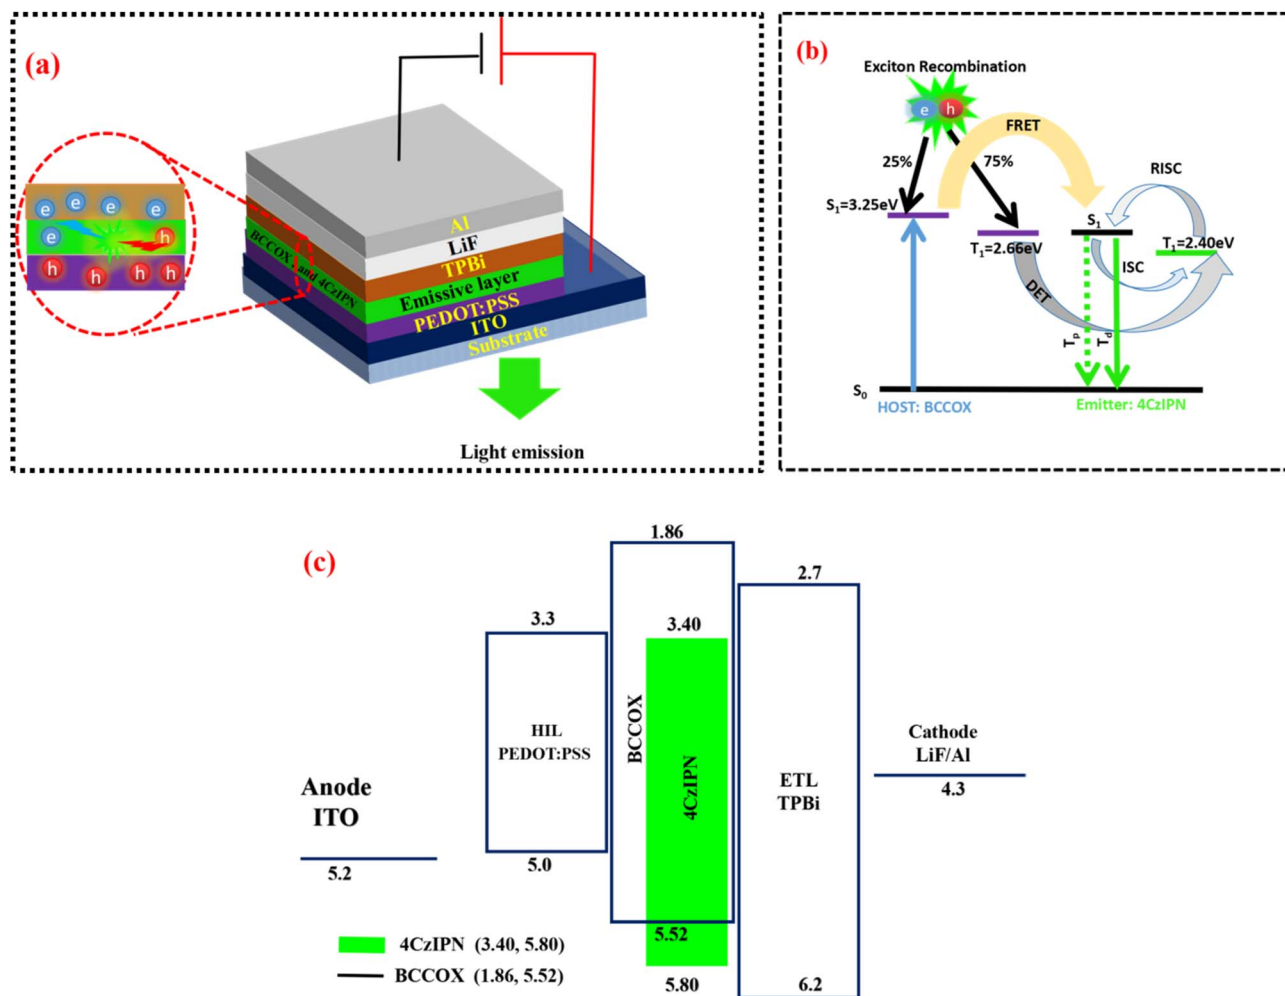 (a)
e
e
e
e
e
h
h
h
h
h
Al
LiF
TPBi
Emissive layer
PEDOT:PSS
ITO
Substrate
BCCOX, and 4CzIPN
Light emission
(b)
Exciton Recombination
e
h
FRET
25%
75%
RISC
S₁=3.25eV
S₁
T₁=2.66eV
T₁=2.40eV
ISC
DET
Tₚ
T_d
S₀
HOST: BCCOX
Emitter: 4CzIPN
(c)
1.86
2.7
3.3
3.40
HIL
PEDOT:PSS
BCCOX
4CzIPN
ETL
TPBi
Cathode
LiF/Al
4.3
Anode
ITO
5.2
5.0
5.52
5.80
6.2
4CzIPN (3.40, 5.80)
BCCOX (1.86, 5.52)